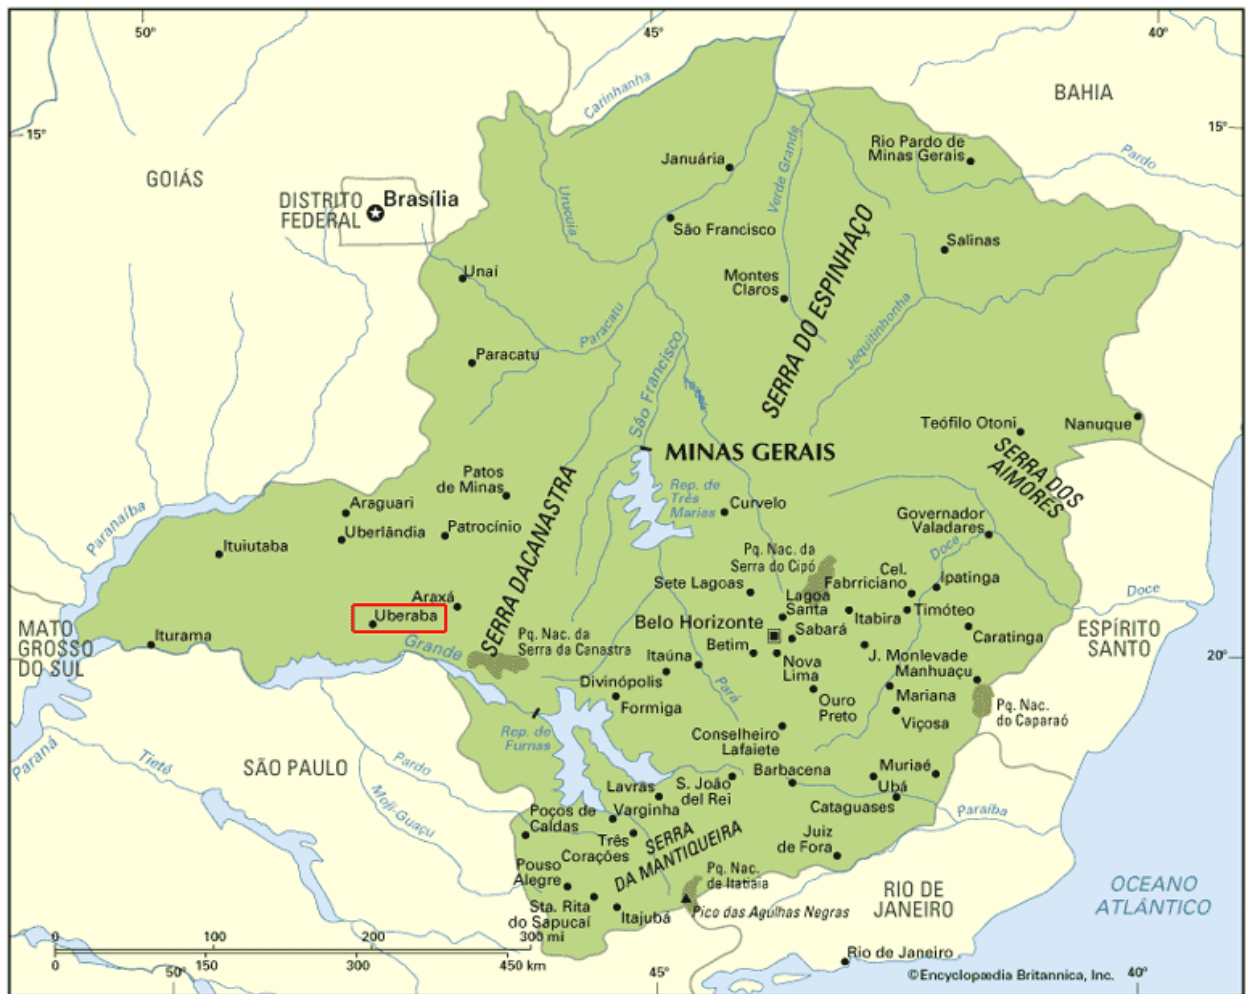 50°
45°
40°
Carinhanha
BAHIA
15°
15°
Rio Pardo de
Minas Gerais
Januária
Verde Grande
Pardo
GOIÁS
DISTRITO
FEDERAL
Brasília
Urucuia
São Francisco
SERRA DO ESPINHAÇO
Salinas
Unaí
Montes
Claros
Paracatu
Jequitinhonha
Paracatu
São Francisco
Teófilo Otoni
Nanuque
MINAS GERAIS
SERRA DOS
AIMORES
Patos
de Minas
Rep. de
Três
Marias
Curvelo
Araguari
Uberlândia
Patrocínio
Paranaíba
Ituiutaba
SERRA DACANASTRA
Governador
Valadares
Doce
Pq. Nac. da
Serra do Cipó
Cel.
Fabrriciano
Ipatinga
Sete Lagoas
Lagoa
Santa
Doce
Araxá
Uberaba
Belo Horizonte
Itabira
Timóteo
Sabará
Caratinga
MATO
GROSSO
DO SUL
Iturama
Grande
Pq. Nac. da
Serra da Canastra
Betim
Itaúna
Nova
Lima
J. Monlevade
Manhuaçu
ESPÍRITO
SANTO
20°
Divinópolis
Formiga
Pará
Ouro
Preto
Mariana
Viçosa
Pq. Nac.
do Caparaó
Rep. de
Furnas
Conselheiro
Lafaiete
Paraná
Tietê
SÃO PAULO
Pardo
Moji-Guaçu
Barbacena
Muriaé
Ubá
Cataguases
Lavras
S. João
del Rei
Varginha
Paraíba
Poços de
Caldas
Três
Corações
SERRA
DA MANTIQUEIRA
Juiz
de Fora
Pouso
Alegre
Pq. Nac.
de Itatiaia
Sta. Rita
do Sapucaí
Itajubá
Pico das Agulhas Negras
RIO DE
JANEIRO
OCEANO
ATLÂNTICO
0 100 200 300 mi
0 150 300 450 km
Rio de Janeiro
50°
45°
©Encyclopædia Britannica, Inc.
40°